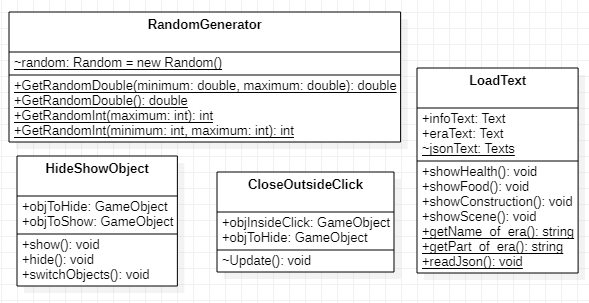 RandomGenerator
~random: Random = new Random()
+GetRandomDouble(minimum: double, maximum: double): double
+GetRandomDouble(): double
+GetRandomInt(maximum: int): int
+GetRandomInt(minimum: int, maximum: int): int
LoadText
+infoText: Text
+eraText: Text
~jsonText: Texts
+showHealth(): void
+showFood(): void
+showConstruction(): void
+showScene(): void
+getName_of_era(): string
+getPart_of_era(): string
+readJson(): void
HideShowObject
+objToHide: GameObject
+objToShow: GameObject
+show(): void
+hide(): void
+switchObjects(): void
CloseOutsideClick
+objInsideClick: GameObject
+objToHide: GameObject
~Update(): void